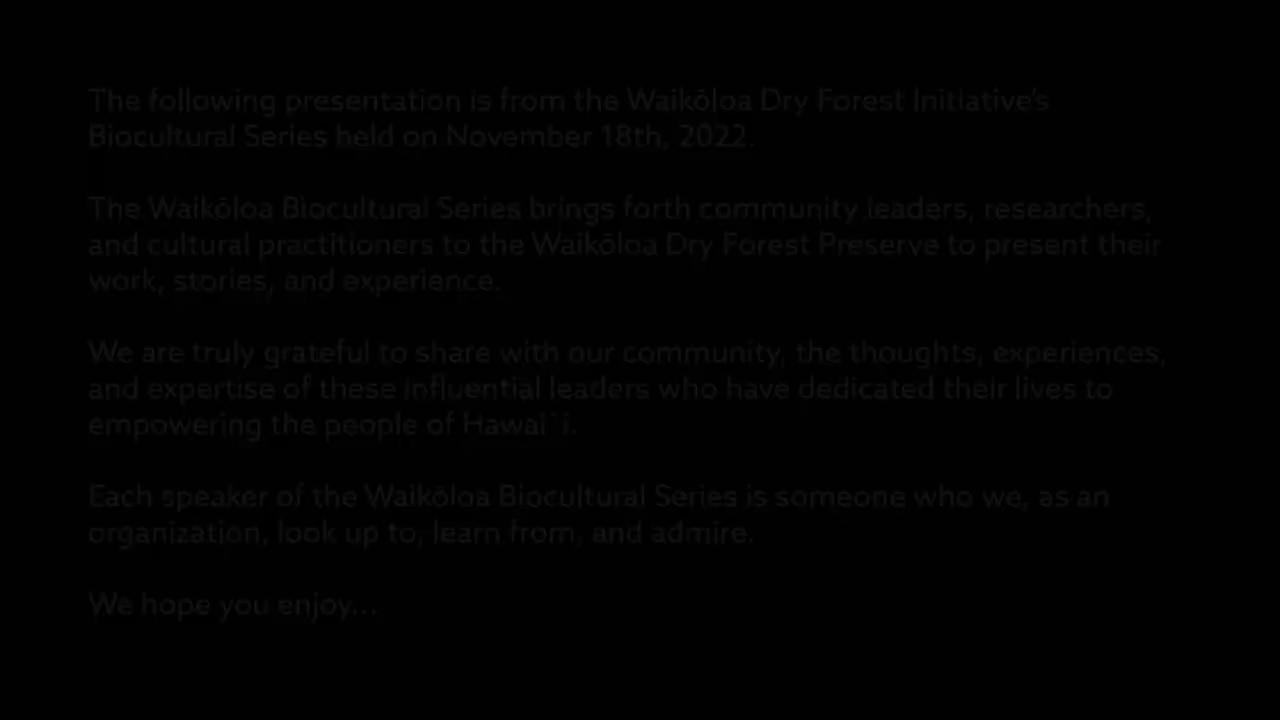 The following presentation is from the Waikōloa Dry Forest Initiative's
Biocultural Series held on November 18th, 2022.
The Waikōloa Biocultural Series brings forth community leaders, researchers,
and cultural practitioners to the Waikōloa Dry Forest Preserve to present their
work, stories, and experience.
We are truly grateful to share with our community, the thoughts, experiences,
and expertise of these influential leaders who have dedicated their lives to
empowering the people of Hawai`i.
Each speaker of the Waikōloa Biocultural Series is someone who we, as an
organization, look up to, learn from, and admire.
We hope you enjoy...